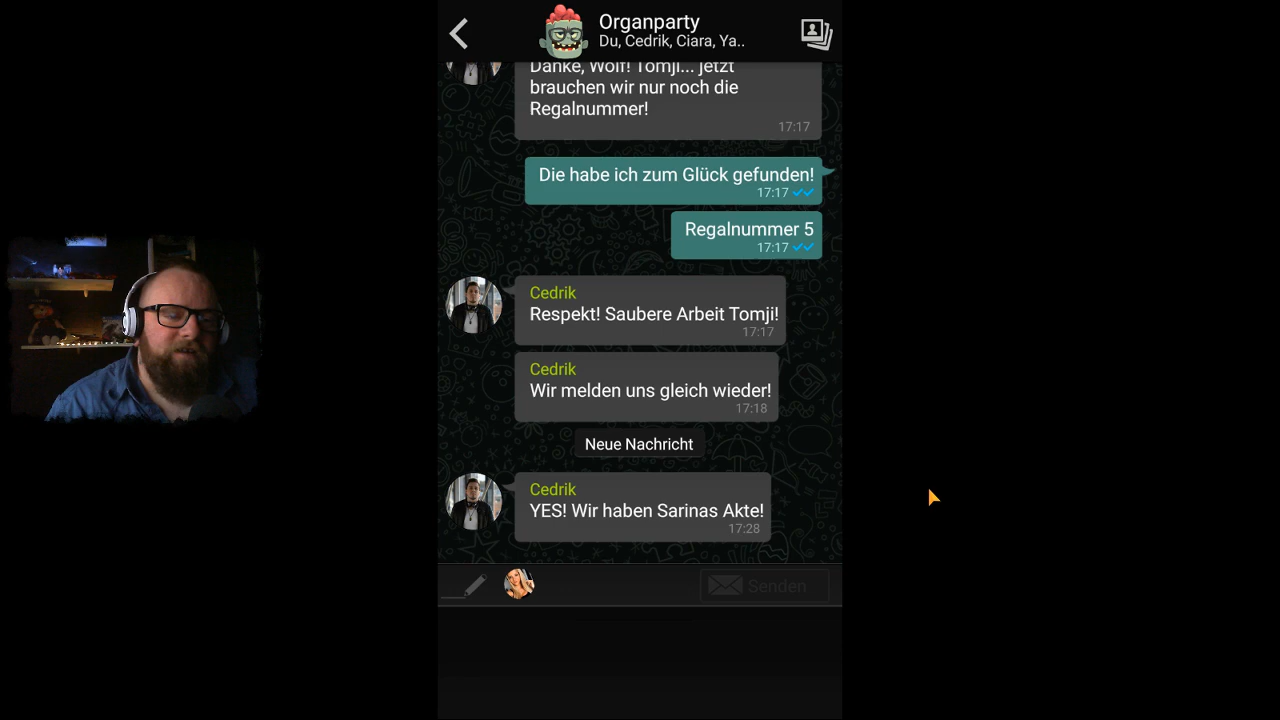 Organparty
Du, Cedrik, Ciara, Ya..
Danke, Wolf! Tomji... jetzt
brauchen wir nur noch die
Regalnummer!
17:17
Die habe ich zum Glück gefunden!
17:17
Regalnummer 5
17:17
Cedrik
Respekt! Saubere Arbeit Tomji!
17:17
Cedrik
Wir melden uns gleich wieder!
17:18
Neue Nachricht
Cedrik
YES! Wir haben Sarinas Akte!
17:28
Senden